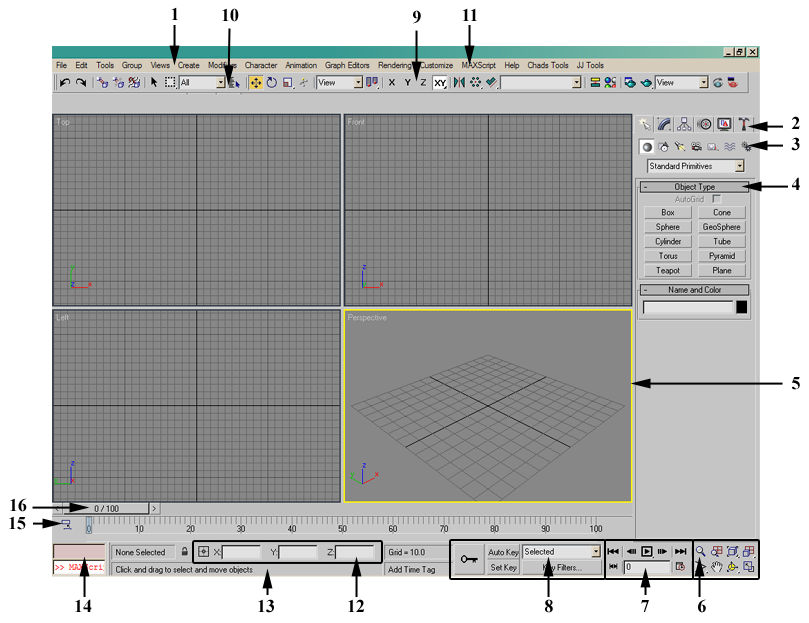 1 10 9 11
File Edit Tools Group Views Create Modifiers Character Animation Graph Editors Rendering Customize MAXScript Help Chads Tools JJ Tools
All View X Y Z XY View
Top Front
2
3
Standard Primitives
- Object Type 4
AutoGrid
Box Cone
Sphere GeoSphere
Cylinder Tube
Torus Pyramid
Teapot Plane
- Name and Color
z x z x
Left Perspective
5
z z x
16 < 0 / 100 >
15 0 10 20 30 40 50 60 70 80 90 100
None Selected X: Y: Z: Grid = 10.0 Auto Key Selected
>> MAXScri Click and drag to select and move objects Add Time Tag Set Key Key Filters... 0
14 13 12 8 7 6